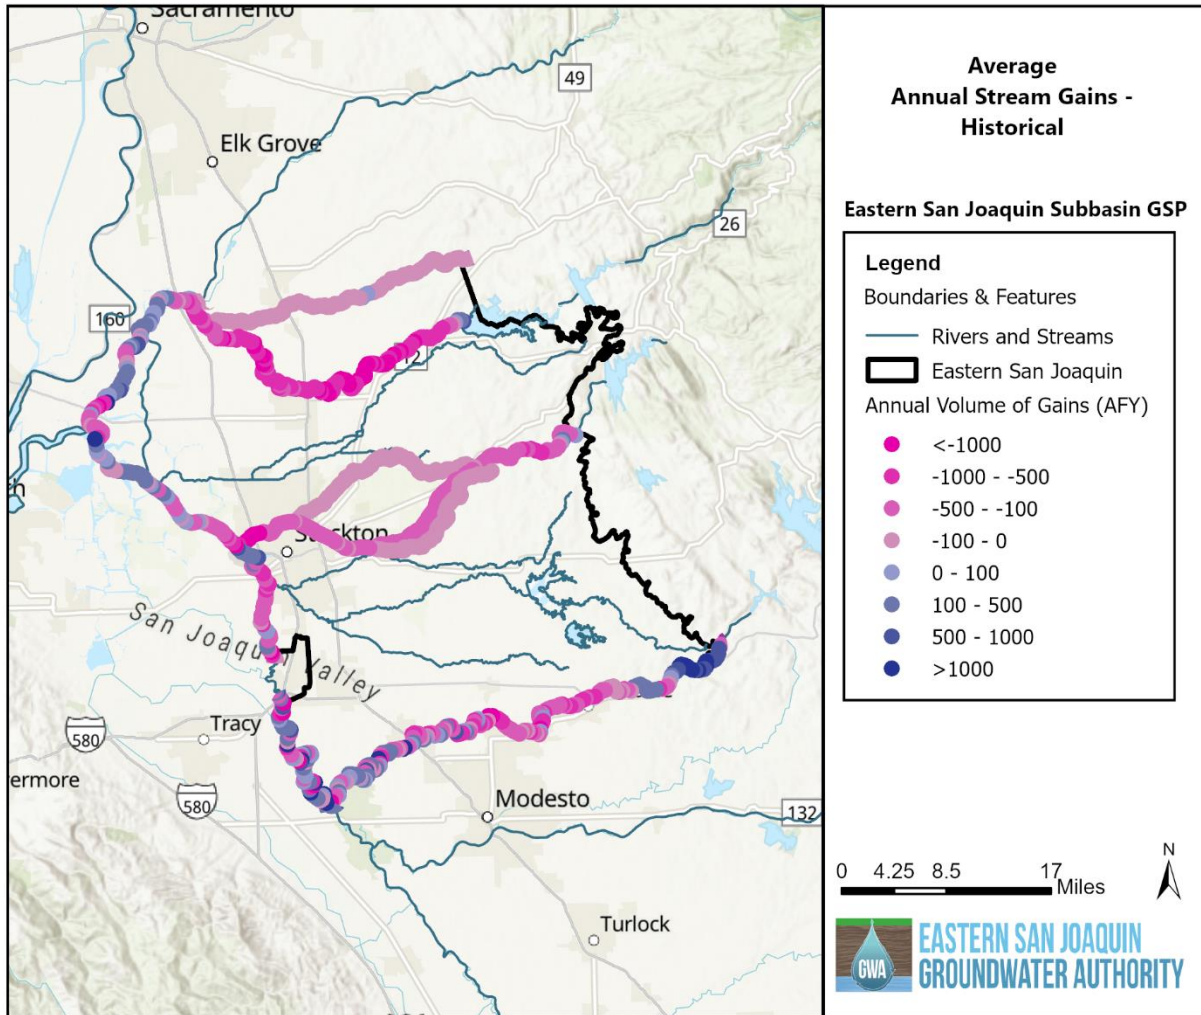 Sacramento
49
Elk Grove
26
160
12
Stockton
San Joaquin Valley
Tracy
580
ermore
580
Modesto
132
Turlock
Average
Annual Stream Gains -
Historical
Eastern San Joaquin Subbasin GSP
Legend
Boundaries & Features
Rivers and Streams
Eastern San Joaquin
Annual Volume of Gains (AFY)
<-1000
-1000 - -500
-500 - -100
-100 - 0
0 - 100
100 - 500
500 - 1000
>1000
N
0 4.25 8.5 17
Miles
GWA
EASTERN SAN JOAQUIN
GROUNDWATER AUTHORITY